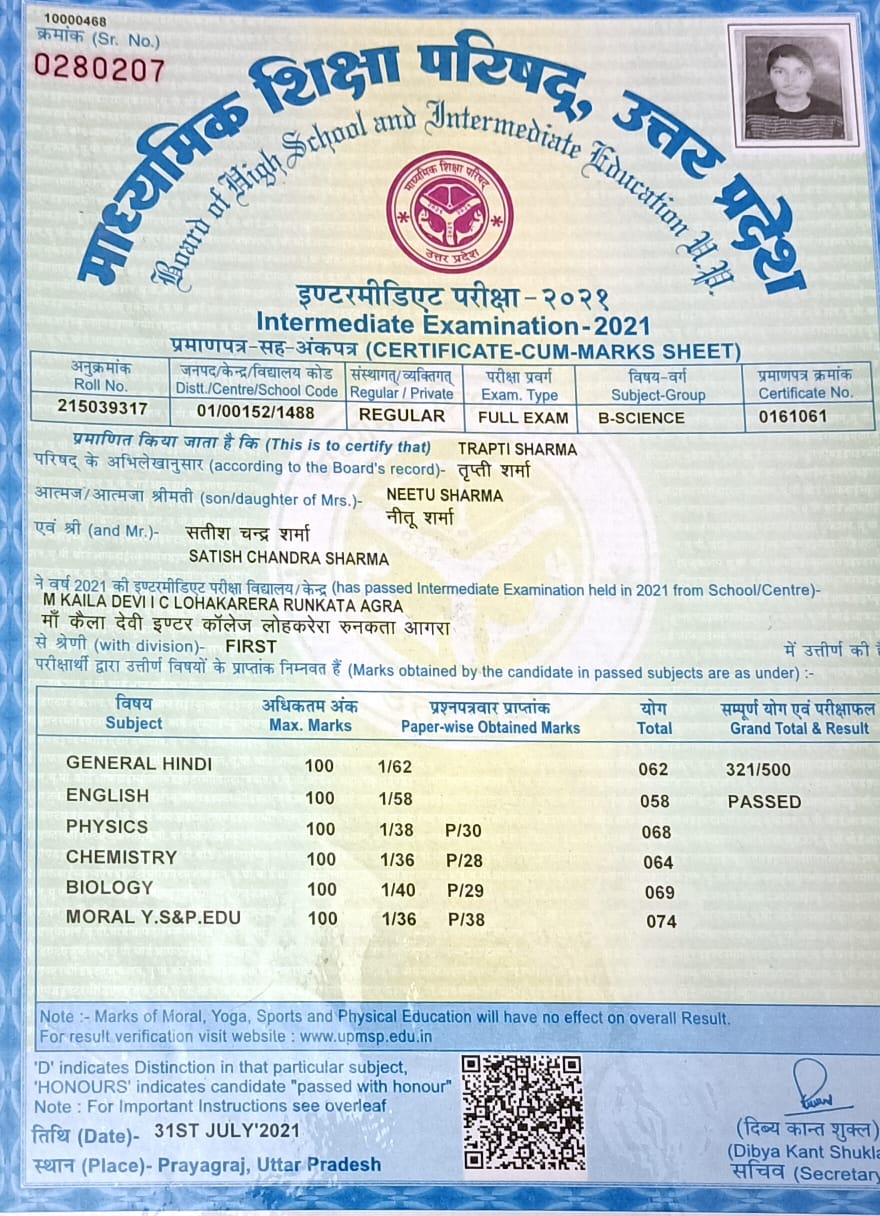 10000468
क्रमांक (Sr. No.)
0280207
माध्यमिक शिक्षा परिषद्, उत्तर प्रदेश
Board of High School and Intermediate Education U.P.
माध्यमिक शिक्षा परिषद
उत्तर प्रदेश
इण्टरमीडिएट परीक्षा - २०२१
Intermediate Examination-2021
प्रमाणपत्र-सह-अंकपत्र (CERTIFICATE-CUM-MARKS SHEET)
अनुक्रमांक जनपद/केन्द्र/विद्यालय कोड संस्थागत्/व्यक्तिगत् परीक्षा प्रवर्ग विषय-वर्ग प्रमाणपत्र क्रमांक
Roll No. Distt./Centre/School Code Regular / Private Exam. Type Subject-Group Certificate No.
215039317 01/00152/1488 REGULAR FULL EXAM B-SCIENCE 0161061
प्रमाणित किया जाता है कि (This is to certify that) TRAPTI SHARMA
परिषद् के अभिलेखानुसार (according to the Board's record)- तृप्ती शर्मा
आत्मज/आत्मजा श्रीमती (son/daughter of Mrs.)- NEETU SHARMA
नीतू शर्मा
एवं श्री (and Mr.)- सतीश चन्द्र शर्मा
SATISH CHANDRA SHARMA
ने वर्ष 2021 की इण्टरमीडिएट परीक्षा विद्यालय/केन्द्र (has passed Intermediate Examination held in 2021 from School/Centre)-
M KAILA DEVI I C LOHAKARERA RUNKATA AGRA
माँ कैला देवी इण्टर कॉलेज लोहकरेरा रुनकता आगरा
से श्रेणी (with division)- FIRST में उत्तीर्ण की है
परीक्षार्थी द्वारा उत्तीर्ण विषयों के प्राप्तांक निम्नवत हैं (Marks obtained by the candidate in passed subjects are as under) :-
विषय अधिकतम अंक प्रश्नपत्रवार प्राप्तांक योग सम्पूर्ण योग एवं परीक्षाफल
Subject Max. Marks Paper-wise Obtained Marks Total Grand Total & Result
GENERAL HINDI 100 1/62 062 321/500
ENGLISH 100 1/58 058 PASSED
PHYSICS 100 1/38 P/30 068
CHEMISTRY 100 1/36 P/28 064
BIOLOGY 100 1/40 P/29 069
MORAL Y.S&P.EDU 100 1/36 P/38 074
Note :- Marks of Moral, Yoga, Sports and Physical Education will have no effect on overall Result.
For result verification visit website : www.upmsp.edu.in
'D' indicates Distinction in that particular subject,
'HONOURS' indicates candidate "passed with honour"
Note : For Important Instructions see overleaf
तिथि (Date)- 31ST JULY'2021
स्थान (Place)- Prayagraj, Uttar Pradesh
(दिब्य कान्त शुक्ल)
(Dibya Kant Shukla
सचिव (Secretary